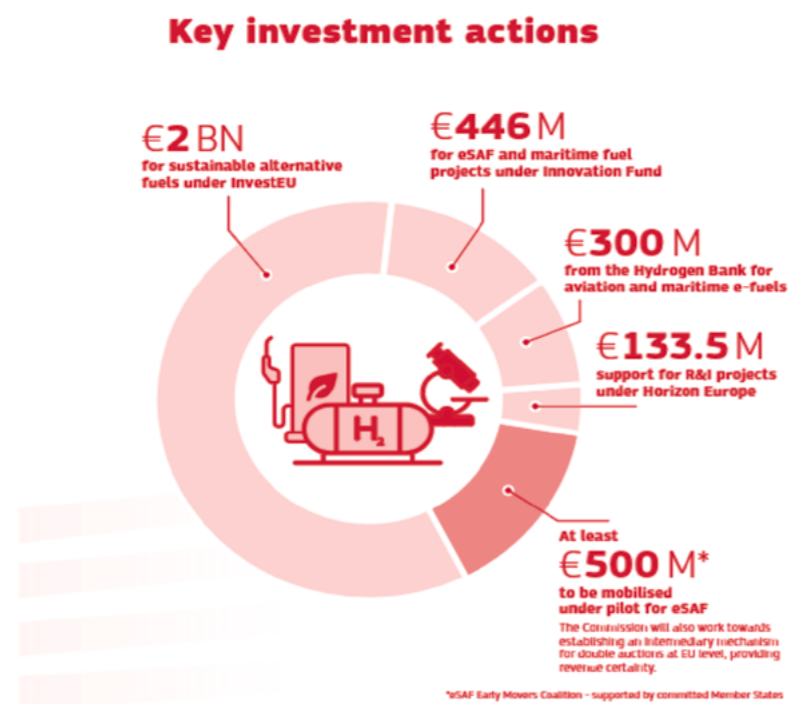 Key investment actions
€2 BN
for sustainable alternative
fuels under InvestEU
€446 M
for eSAF and maritime fuel
projects under Innovation Fund
€300 M
from the Hydrogen Bank for
aviation and maritime e-fuels
€133.5 M
support for R&I projects
under Horizon Europe
H₂
At least
€500 M*
to be mobilised
under pilot for eSAF
The Commission will also work towards
establishing an intermediary mechanism
for double auctions at EU level, providing
revenue certainty.
*eSAF Early Movers Coalition - supported by committed Member States